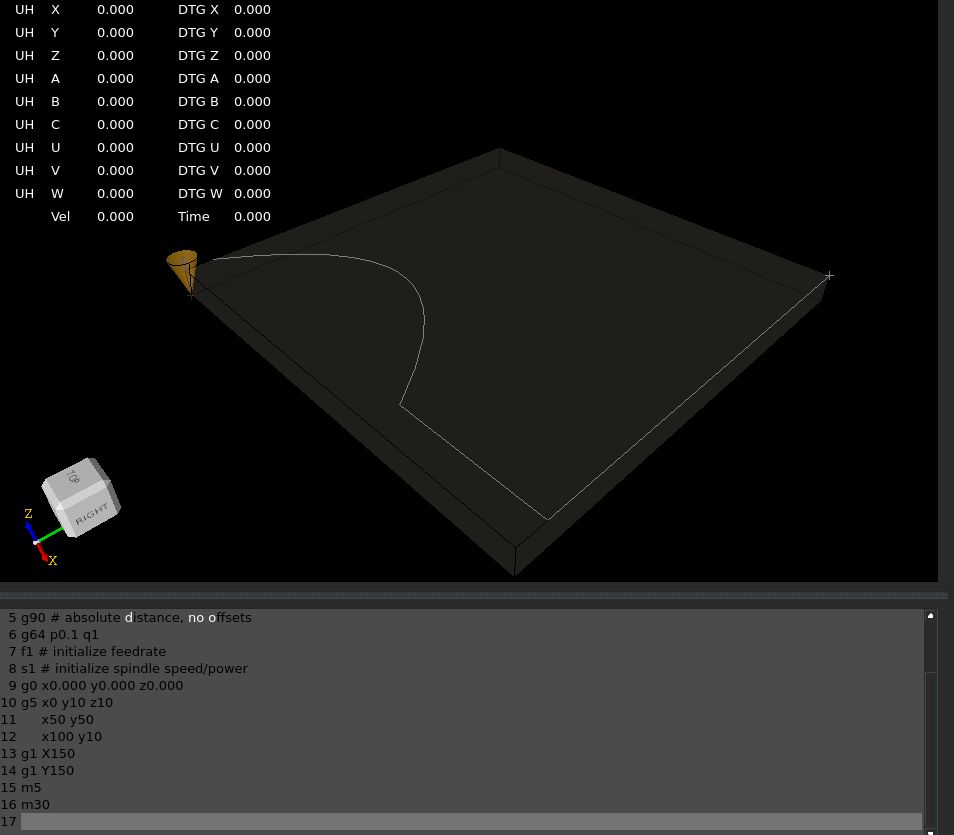 UH X 0.000 DTG X 0.000
UH Y 0.000 DTG Y 0.000
UH Z 0.000 DTG Z 0.000
UH A 0.000 DTG A 0.000
UH B 0.000 DTG B 0.000
UH C 0.000 DTG C 0.000
UH U 0.000 DTG U 0.000
UH V 0.000 DTG V 0.000
UH W 0.000 DTG W 0.000
Vel 0.000 Time 0.000
RIGHT
Z
X
5 g90 # absolute distance, no offsets
6 g64 p0.1 q1
7 f1 # initialize feedrate
8 s1 # initialize spindle speed/power
9 g0 x0.000 y0.000 z0.000
10 g5 x0 y10 z10
11 x50 y50
12 x100 y10
13 g1 X150
14 g1 Y150
15 m5
16 m30
17